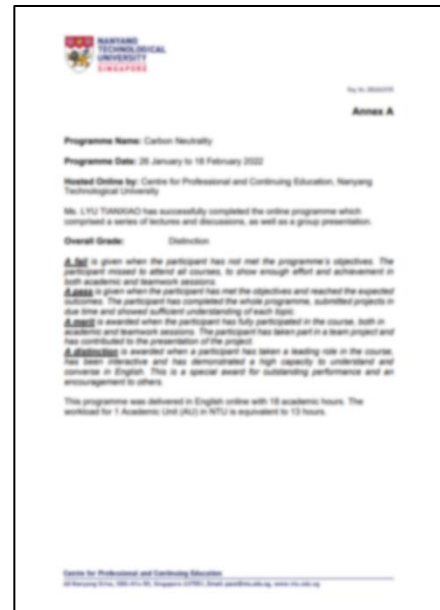 NANYANG
TECHNOLOGICAL
UNIVERSITY
SINGAPORE
Annex A
Programme Name: Carbon Neutrality
Programme Date: 26 January to 18 February 2022
Hosted Online by: Centre for Professional and Continuing Education, Nanyang
Technological University
Ms. LYU TIANXIAO has successfully completed the online programme which
comprised a series of lectures and discussions, as well as a group presentation.
Overall Grade: Distinction
A fail is given when the participant has not met the programme's objectives. The
participant missed to attend all courses, to show enough effort and achievement in
both academic and teamwork sessions.
A pass is given when the participant has met the objectives and reached the expected
outcomes. The participant has completed the whole programme, submitted projects in
due time and showed sufficient understanding of each topic.
A merit is awarded when the participant has fully participated in the course, both in
academic and teamwork sessions. The participant has taken part in a team project and
has contributed to the presentation of the project.
A distinction is awarded when a participant has taken a leading role in the course,
has been interactive and has demonstrated a high capacity to understand and
converse in English. This is a special award for outstanding performance and an
encouragement to others.
This programme was delivered in English online with 18 academic hours. The
workload for 1 Academic Unit (AU) in NTU is equivalent to 13 hours.
Centre for Professional and Continuing Education